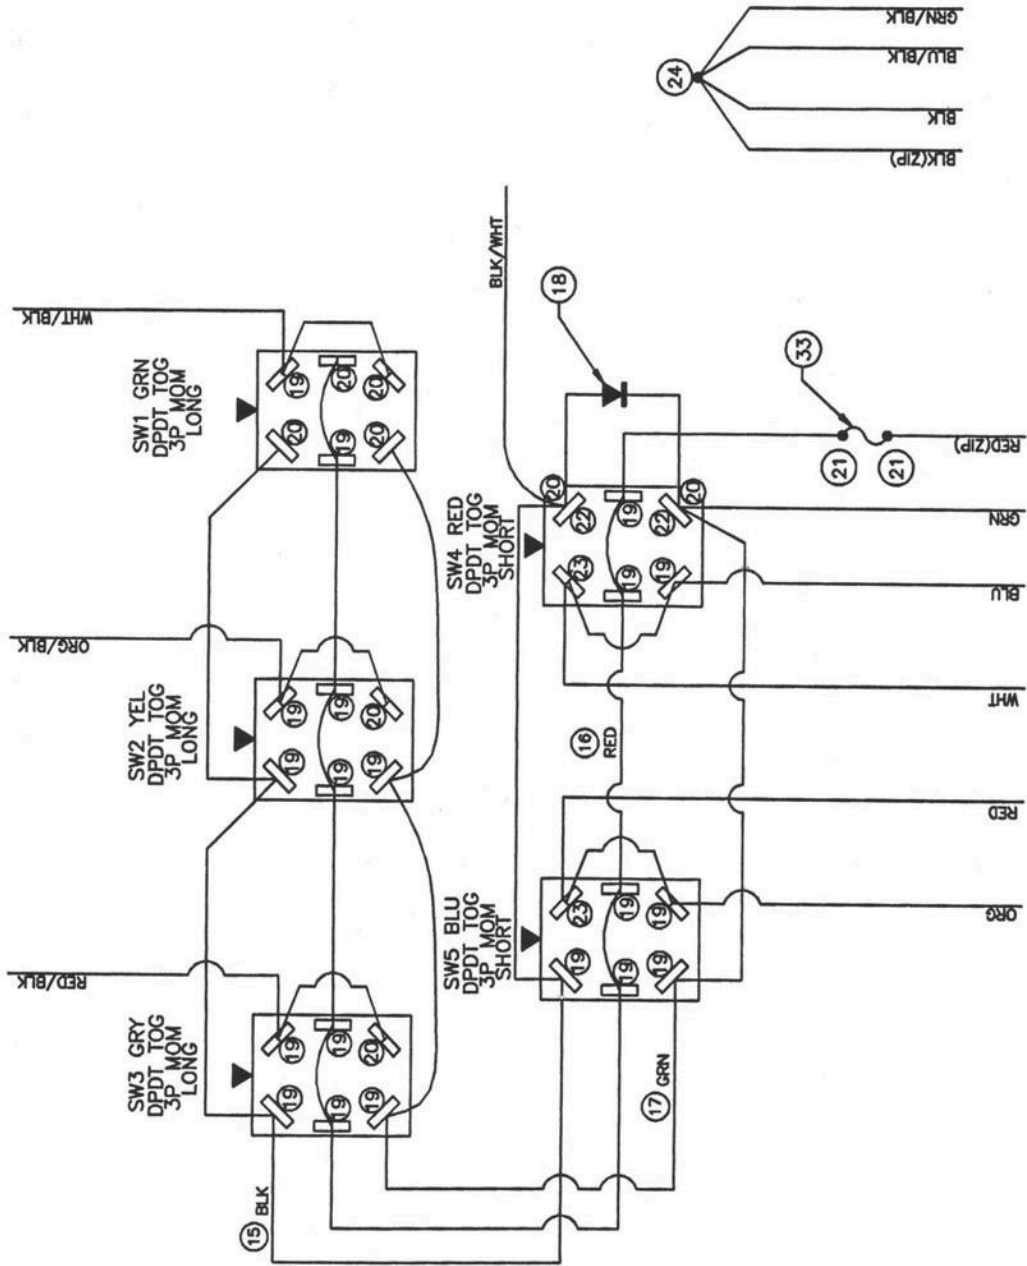 GRN/BLK
BLU/BLK
BLK
BLK(ZIP)
24
WHT/BLK
SW1 GRN
DPDT TOG
3P MOM
LONG
19
20
20
19
20
20
ORG/BLK
SW2 YEL
DPDT TOG
3P MOM
LONG
19
19
19
19
20
19
RED/BLK
SW3 GRY
DPDT TOG
3P MOM
LONG
19
19
19
19
20
19
15 BLK
BLK/WHT
18
33
21
21
RED(ZIP)
SW4 RED
DPDT TOG
3P MOM
SHORT
20
22
23
19
19
20
22
19
GRN
BLU
WHT
16
RED
RED
ORG
SW5 BLU
DPDT TOG
3P MOM
SHORT
23
19
19
19
19
19
17 GRN